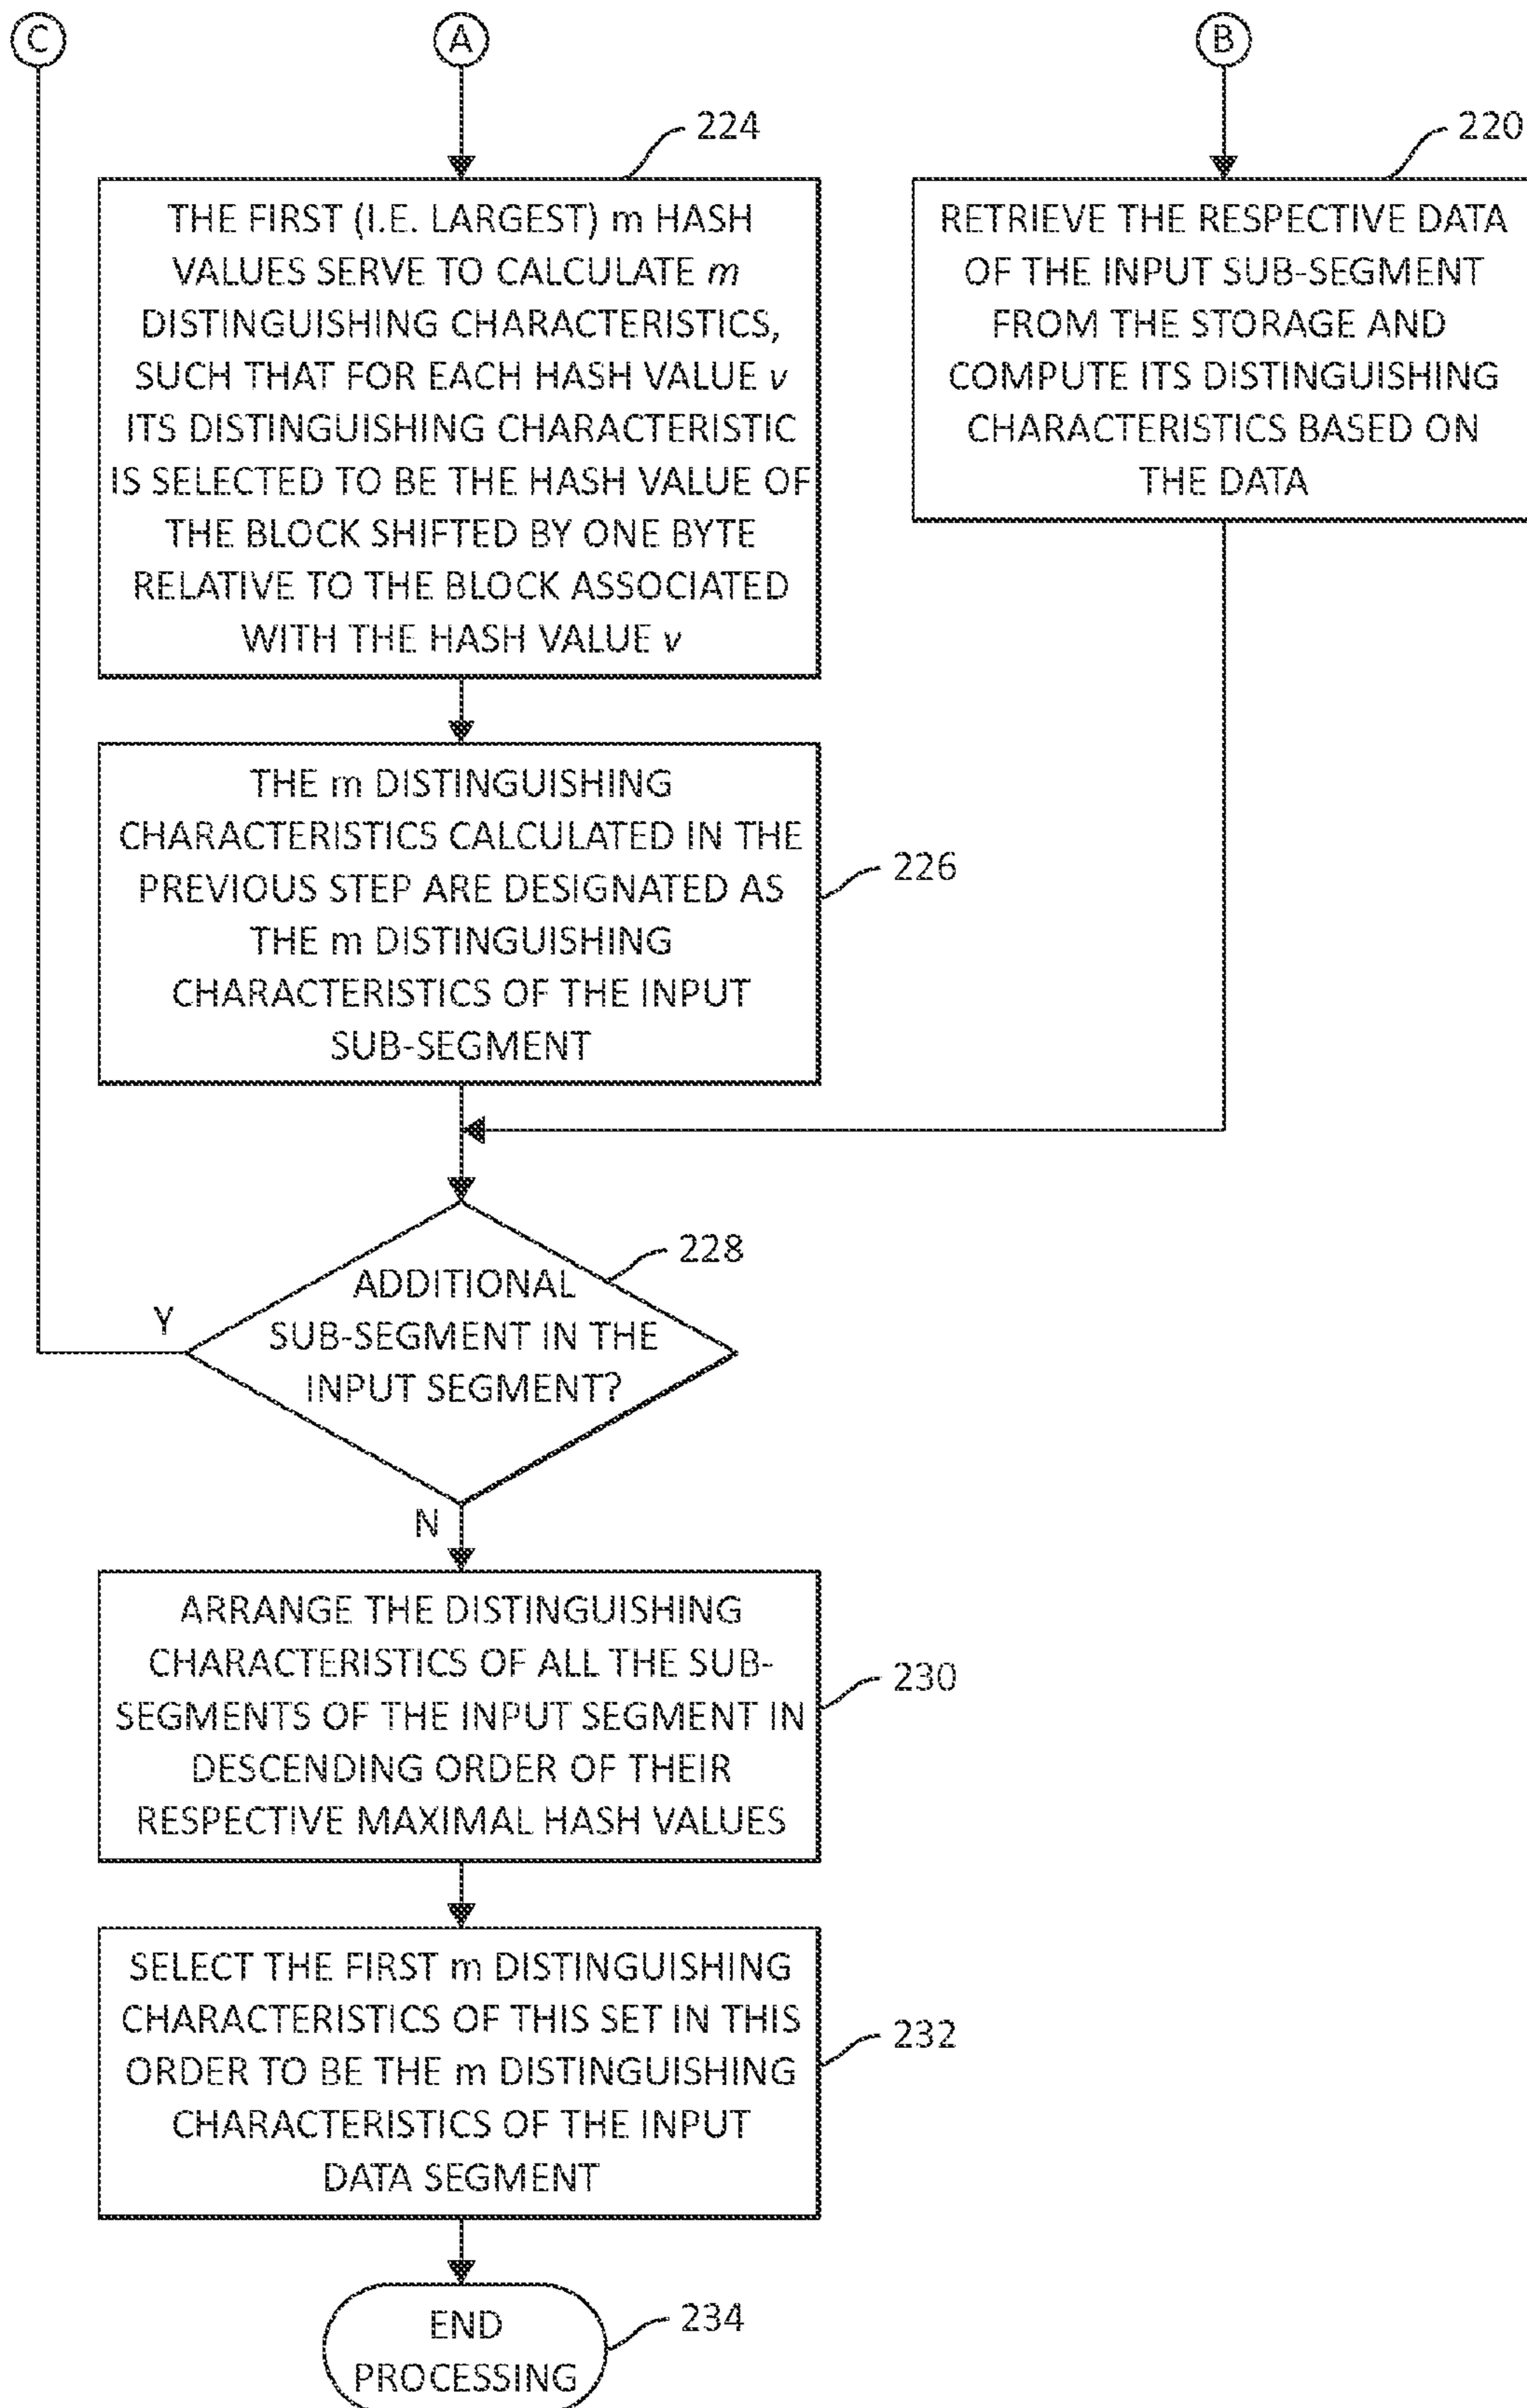 C
A
B
224
THE FIRST (I.E. LARGEST) m HASH
VALUES SERVE TO CALCULATE m
DISTINGUISHING CHARACTERISTICS,
SUCH THAT FOR EACH HASH VALUE v
ITS DISTINGUISHING CHARACTERISTIC
IS SELECTED TO BE THE HASH VALUE OF
THE BLOCK SHIFTED BY ONE BYTE
RELATIVE TO THE BLOCK ASSOCIATED
WITH THE HASH VALUE v
220
RETRIEVE THE RESPECTIVE DATA
OF THE INPUT SUB-SEGMENT
FROM THE STORAGE AND
COMPUTE ITS DISTINGUISHING
CHARACTERISTICS BASED ON
THE DATA
THE m DISTINGUISHING
CHARACTERISTICS CALCULATED IN THE
PREVIOUS STEP ARE DESIGNATED AS
THE m DISTINGUISHING
CHARACTERISTICS OF THE INPUT
SUB-SEGMENT
226
228
ADDITIONAL
SUB-SEGMENT IN THE
INPUT SEGMENT?
Y
N
ARRANGE THE DISTINGUISHING
CHARACTERISTICS OF ALL THE SUB-
SEGMENTS OF THE INPUT SEGMENT IN
DESCENDING ORDER OF THEIR
RESPECTIVE MAXIMAL HASH VALUES
230
SELECT THE FIRST m DISTINGUISHING
CHARACTERISTICS OF THIS SET IN THIS
ORDER TO BE THE m DISTINGUISHING
CHARACTERISTICS OF THE INPUT
DATA SEGMENT
232
END
PROCESSING
234